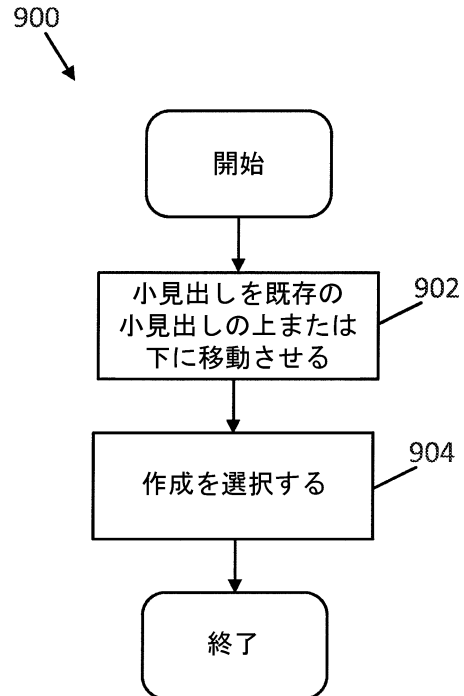 900
開始
小見出しを既存の
小見出しの上または
下に移動させる
902
作成を選択する
904
終了